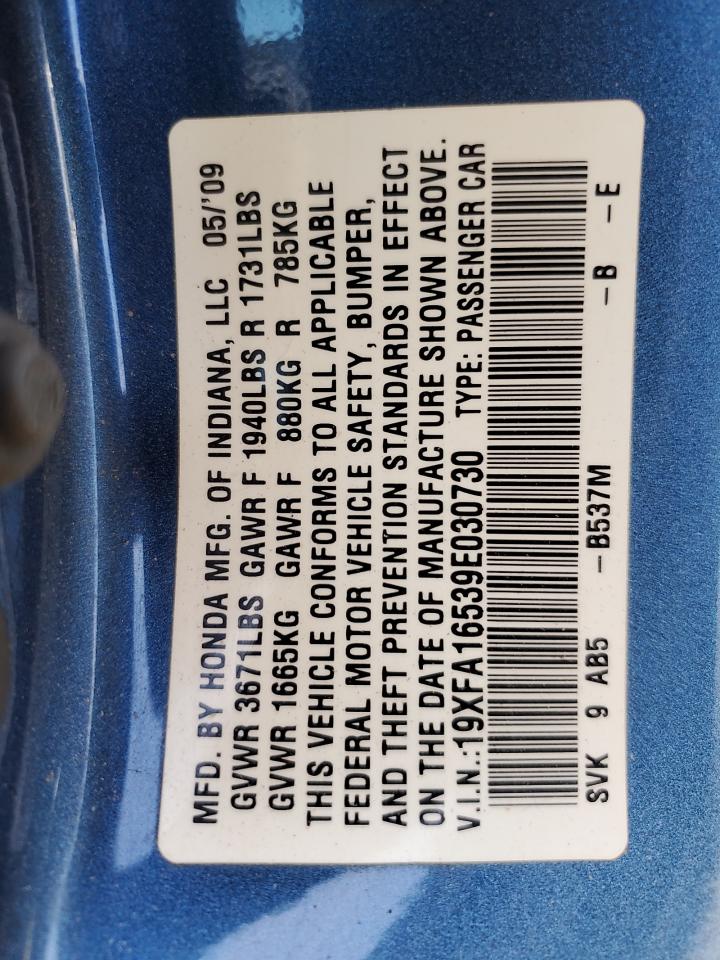 MFD. BY HONDA MFG. OF INDIANA, LLC 05/'09
GVWR 3671LBS GAWR F 1940LBS R 1731LBS
GVWR 1665KG GAWR F 880KG R 785KG
THIS VEHICLE CONFORMS TO ALL APPLICABLE
FEDERAL MOTOR VEHICLE SAFETY, BUMPER,
AND THEFT PREVENTION STANDARDS IN EFFECT
ON THE DATE OF MANUFACTURE SHOWN ABOVE.
V.I.N.:19XFA16539E030730 TYPE: PASSENGER CAR
SVK 9 AB5 –B537M –B –E